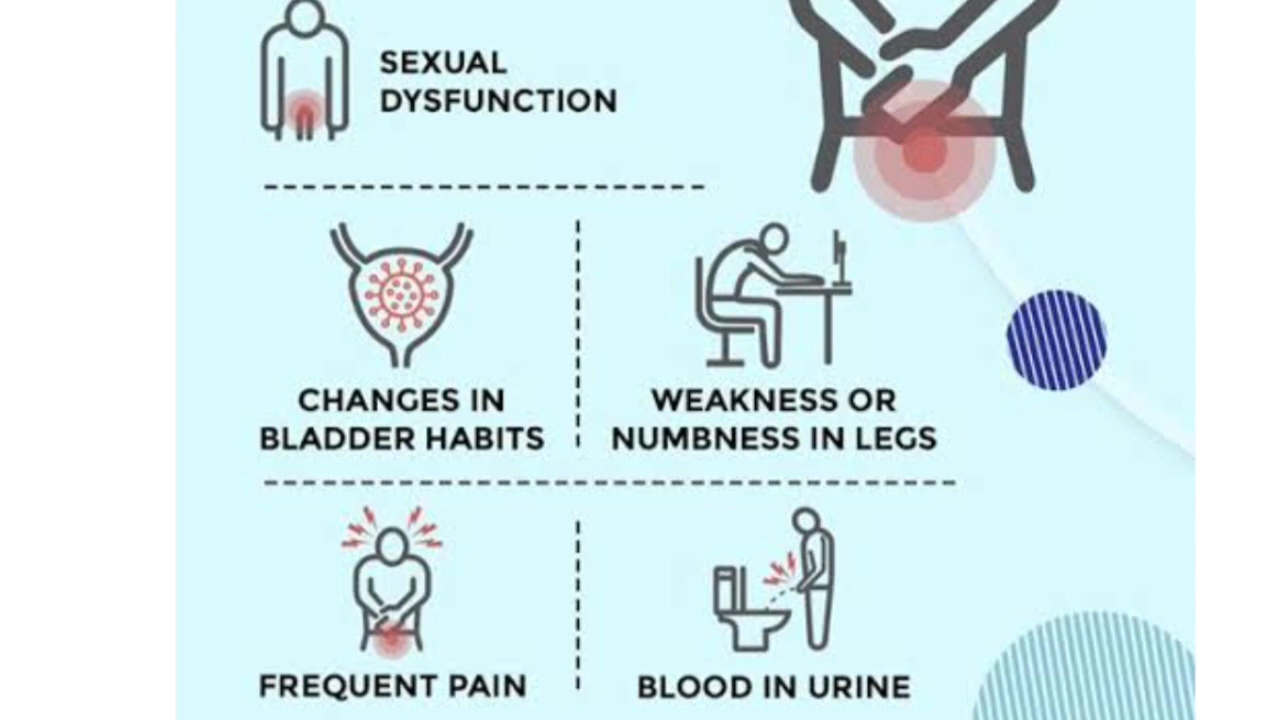 SEXUAL
DYSFUNCTION
CHANGES IN
BLADDER HABITS
WEAKNESS OR
NUMBNESS IN LEGS
FREQUENT PAIN
BLOOD IN URINE